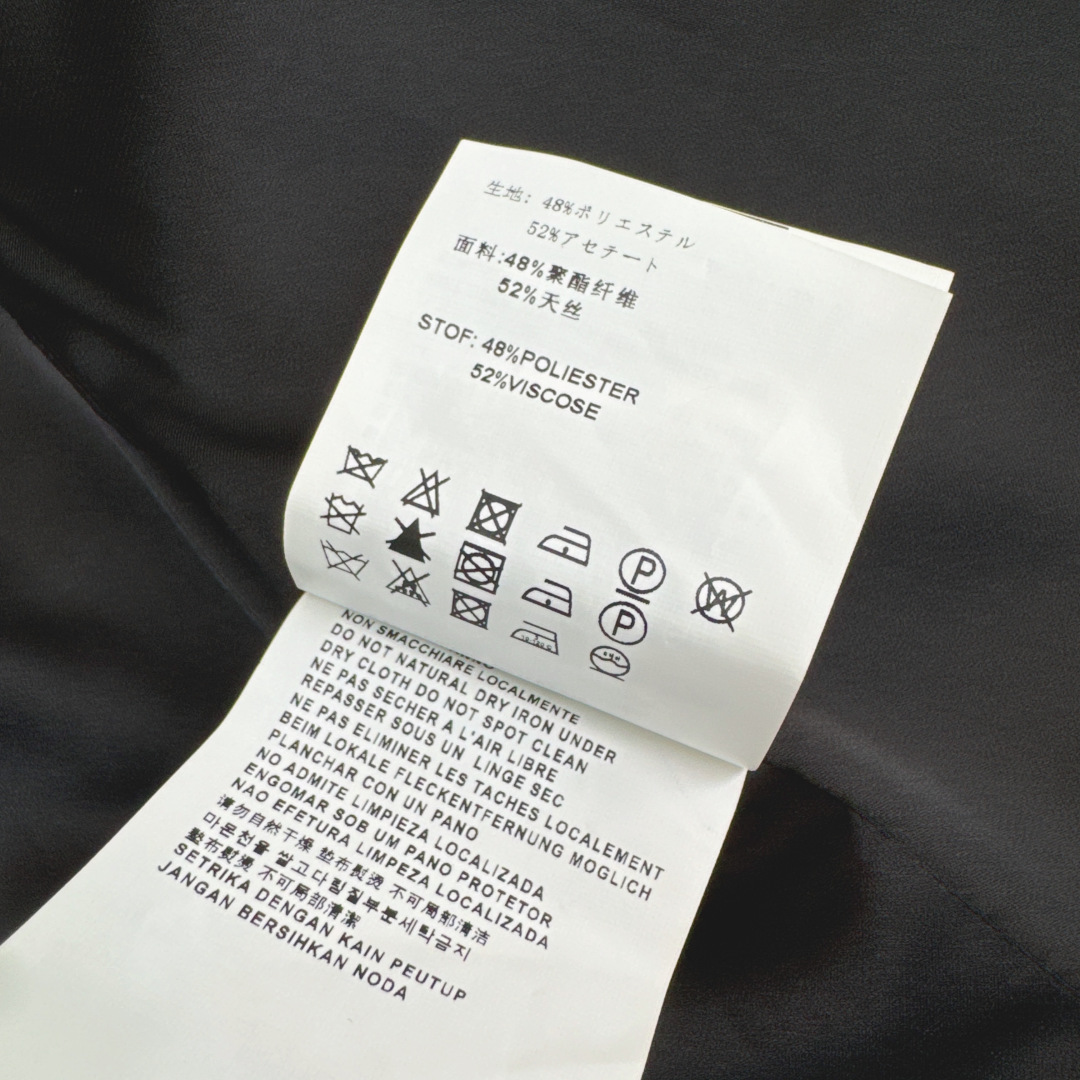 生地: 48%ポリエステル
52%アセテート
面料:48%聚酯纤维
52%天丝
STOF: 48%POLIESTER
52%VISCOSE
P
P
W
NON SMACCHIARE LOCALMENTE
DO NOT NATURAL DRY IRON UNDER
DRY CLOTH DO NOT SPOT CLEAN
NE PAS SECHER A L'AIR LIBRE
REPASSER SOUS UN LINGE SEC
NE PAS ELIMINER LES TACHES LOCALEMENT
BEIM LOKALE FLECKENTFERNUNG MOGLICH
PLANCHAR CON UN PANO
NO ADMITE LIMPIEZA LOCALIZADA
ENGOMAR SOB UM PANO PROTETOR
NAO EFETURA LIMPEZA LOCALIZADA
请勿自然干燥 垫布熨烫 不可局部清洁
마른천을 쌀고다림질부분세탁금지
墊布熨燙 不可局部清潔
SETRIKA DENGAN KAIN PEUTUP
JANGAN BERSIHKAN NODA